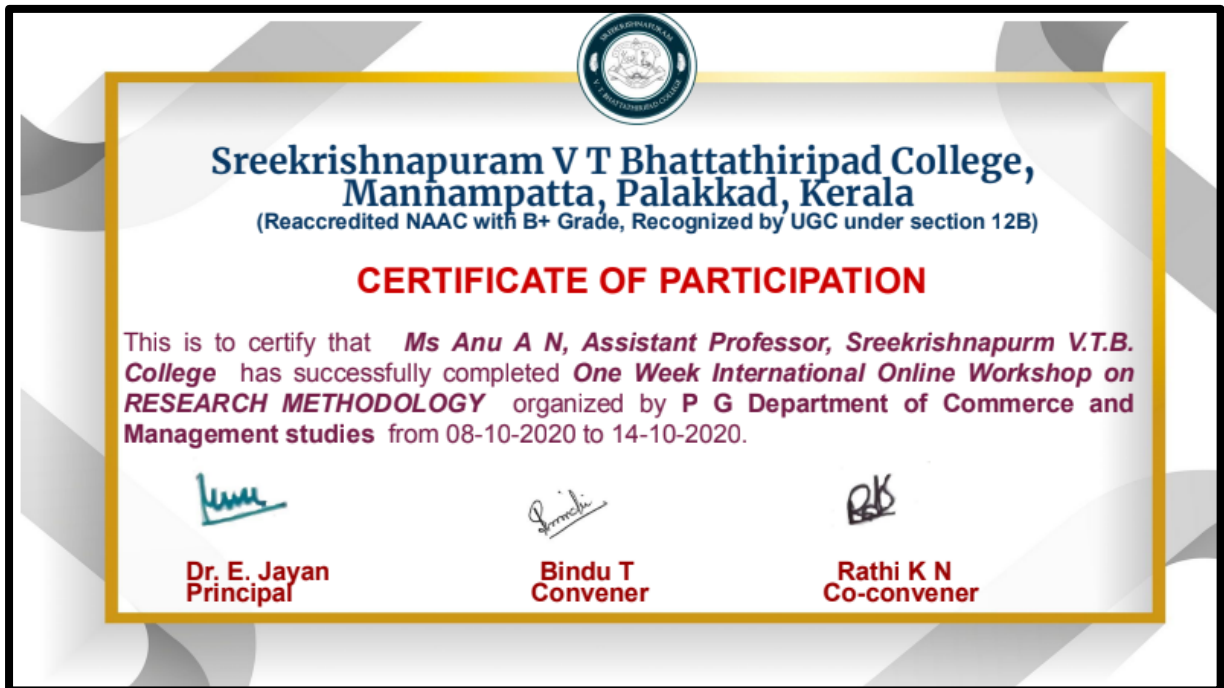 SREEKRISHNAPURAM
V. T. BHATTATHIRIPAD COLLEGE
Sreekrishnapuram V T Bhattathiripad College,
Mannampatta, Palakkad, Kerala
(Reaccredited NAAC with B+ Grade, Recognized by UGC under section 12B)
CERTIFICATE OF PARTICIPATION
This is to certify that Ms Anu A N, Assistant Professor, Sreekrishnapurm V.T.B.
College has successfully completed One Week International Online Workshop on
RESEARCH METHODOLOGY organized by P G Department of Commerce and
Management studies from 08-10-2020 to 14-10-2020.
Dr. E. Jayan Bindu T Rathi K N
Principal Convener Co-convener